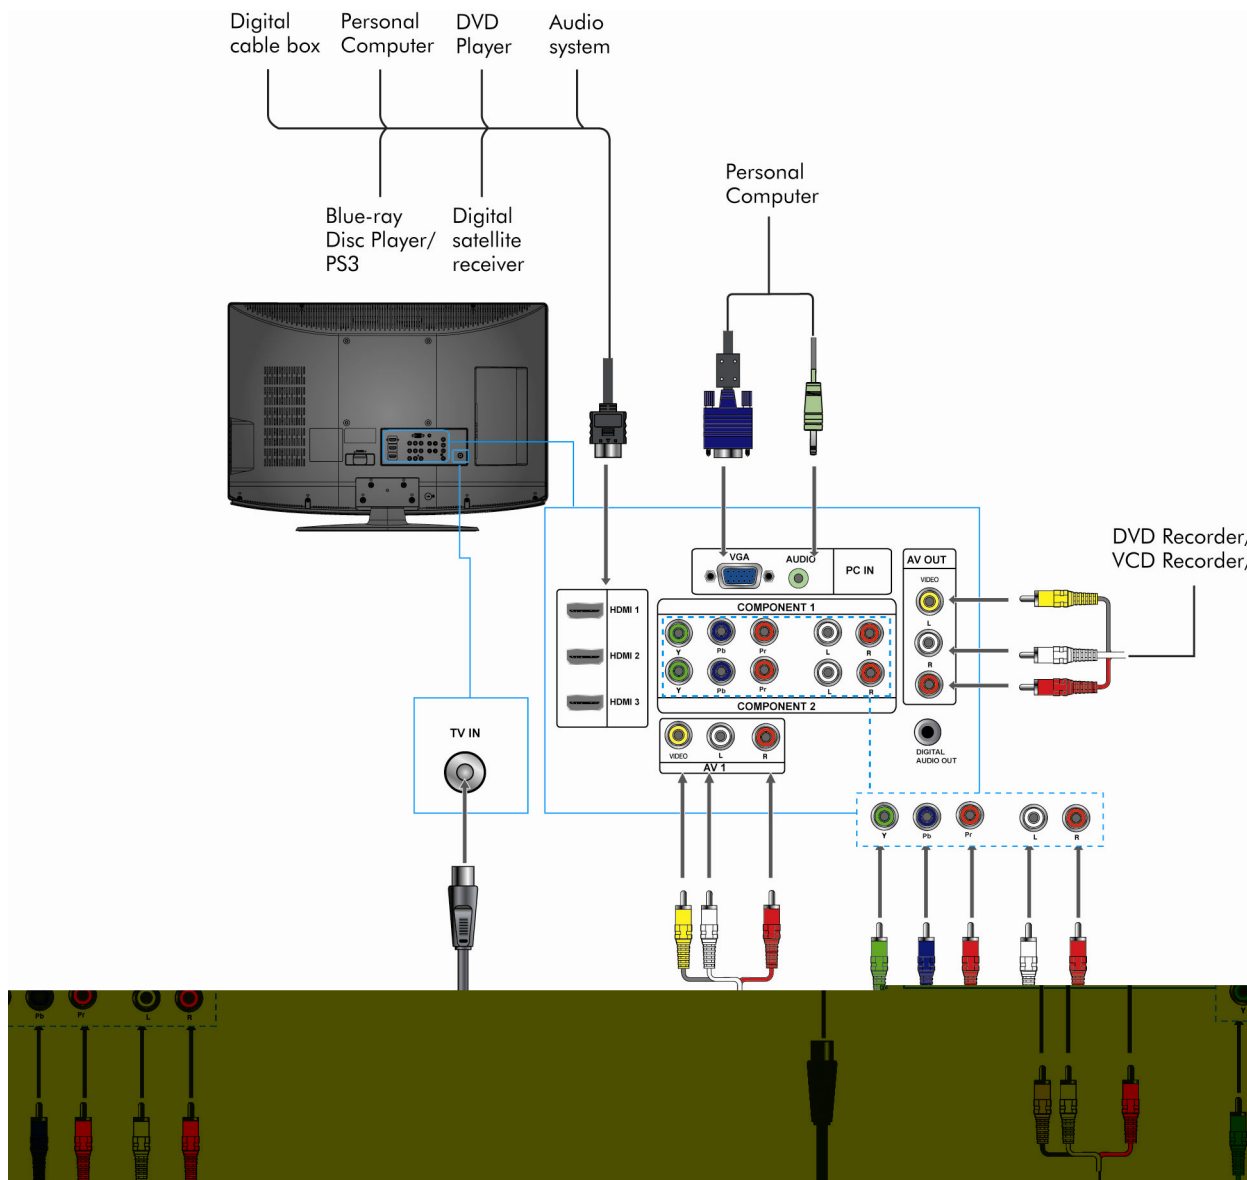 Digital
cable box
Personal
Computer
DVD
Player
Audio
system
Blue-ray
Disc Player/
PS3
Digital
satellite
receiver
Personal
Computer
DVD Recorder/
VCD Recorder/
VGA
AUDIO
PC IN
AV OUT
VIDEO
L
R
HDMI 1
HDMI 2
HDMI 3
COMPONENT 1
Y Pb Pr L R
Y Pb Pr L R
COMPONENT 2
VIDEO L R
AV 1
DIGITAL
AUDIO OUT
TV IN
Y Pb Pr L R
Pb Pr L R
Y